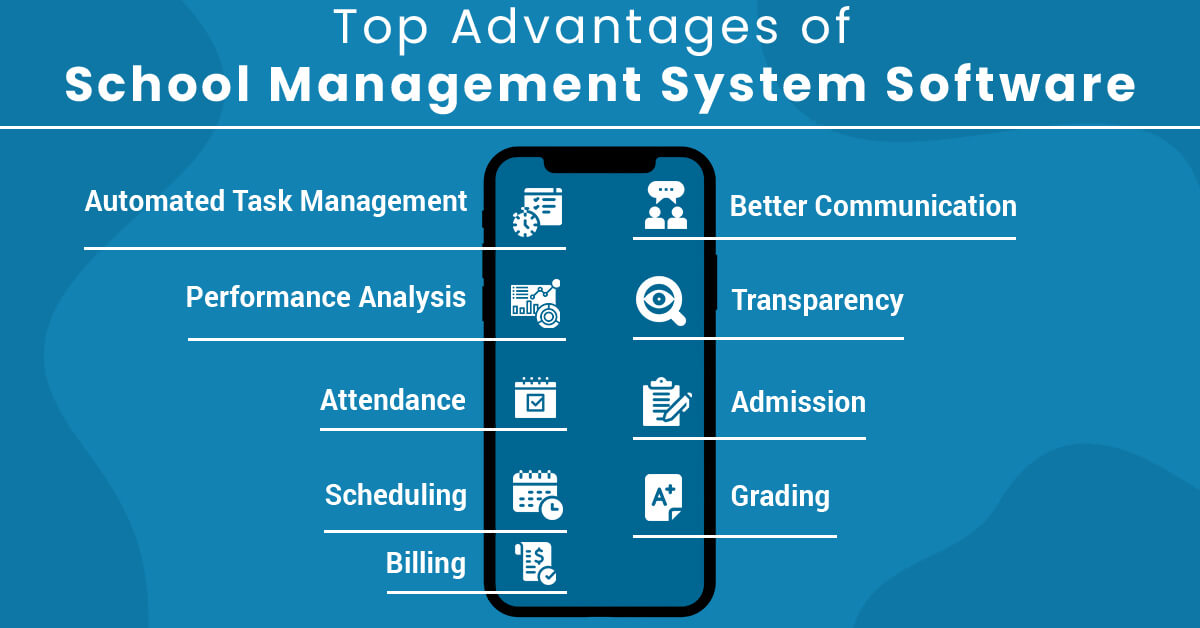 Top Advantages of
School Management System Software
Automated Task Management
Performance Analysis
Attendance
Scheduling
Billing
Better Communication
Transparency
Admission
Grading
$
A+